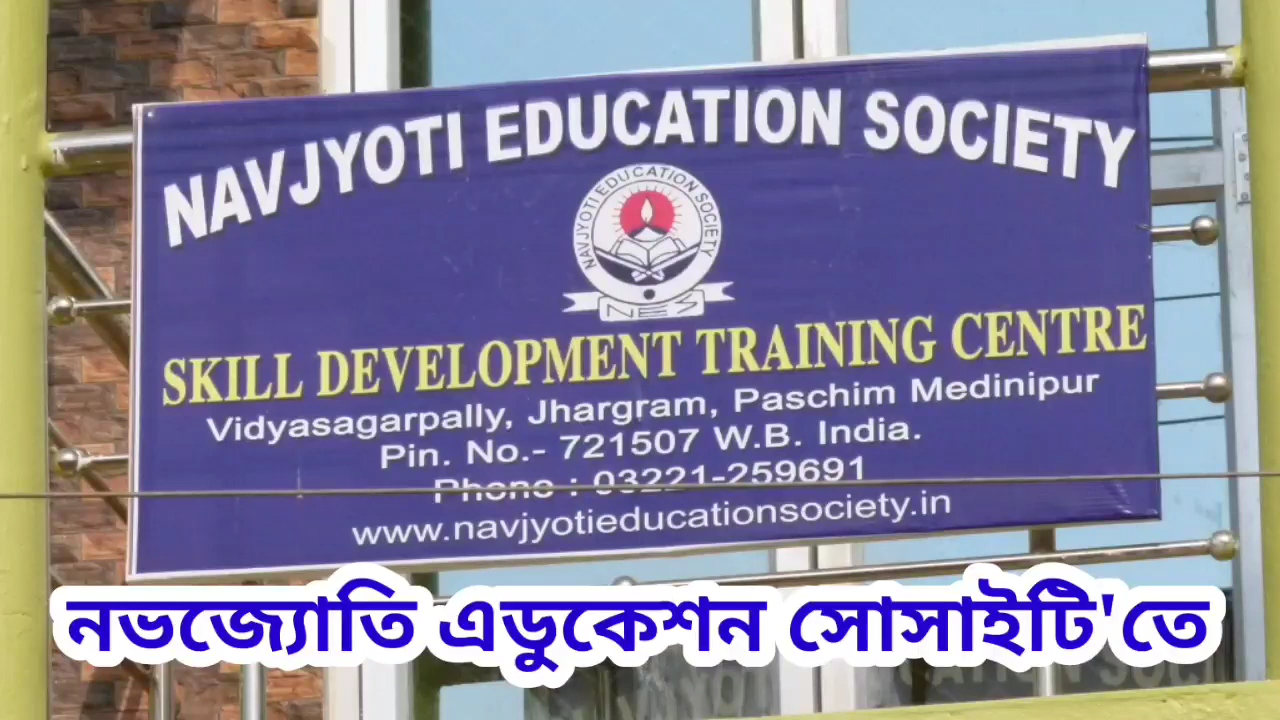 NAVJYOTI EDUCATION SOCIETY
NAVJYOTI EDUCATION SOCIETY
NES
SKILL DEVELOPMENT TRAINING CENTRE
Vidyasagarpally, Jhargram, Paschim Medinipur
Pin. No.- 721507 W.B. India.
Phone : 03221-259691
www.navjyotieducationsociety.in
নভজ্যোতি এডুকেশন সোসাইটি'তে